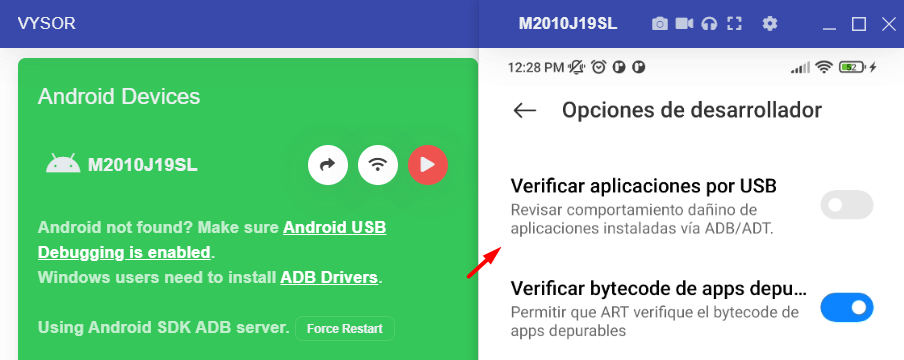 VYSOR
Android Devices
M2010J19SL
Android not found? Make sure Android USB
Debugging is enabled.
Windows users need to install ADB Drivers.
Using Android SDK ADB server. Force Restart
M2010J19SL
12:28 PM
52
Opciones de desarrollador
Verificar aplicaciones por USB
Revisar comportamiento dañino de
aplicaciones instaladas vía ADB/ADT.
Verificar bytecode de apps depu...
Permitir que ART verifique el bytecode de
apps depurables